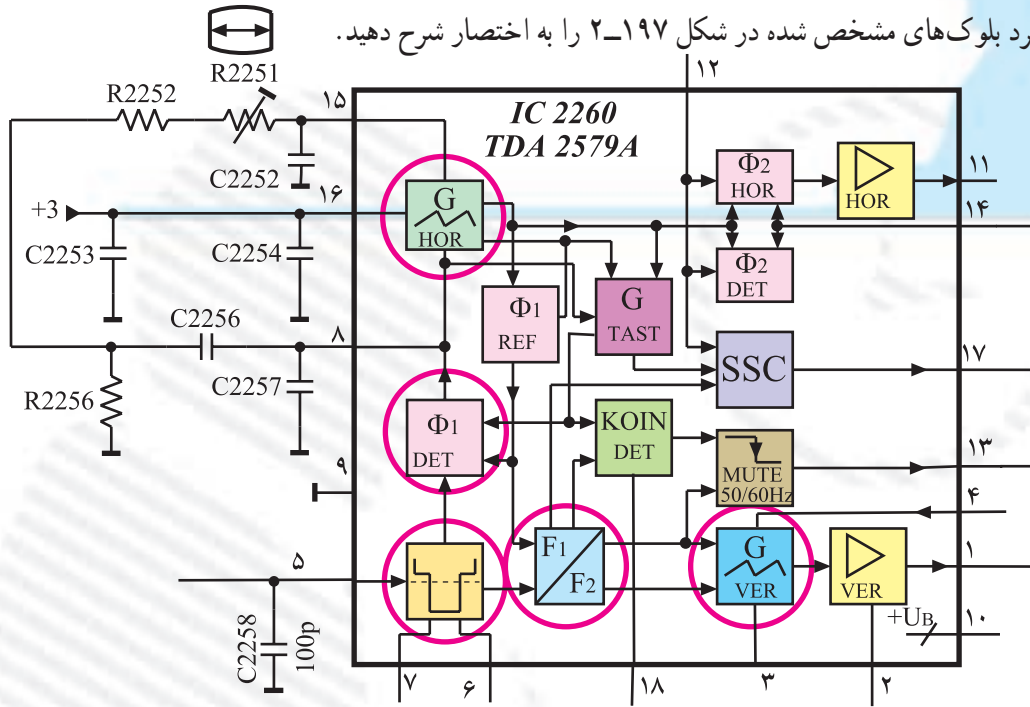 رد بلوک‌های مشخص شده در شکل ۱۹۷ــ۲ را به اختصار شرح دهید.
R2251
R2252
۱۵
۱۲
IC 2260
TDA 2579A
C2252
Φ2
HOR
HOR
۱۱
۱۶
+3
G
HOR
۱۴
C2253
C2254
Φ2
DET
Φ1
REF
G
TAST
C2256
۸
SSC
۱۷
C2257
R2256
Φ1
DET
KOIN
DET
MUTE
50/60Hz
۱۳
۹
۴
۵
F1
F2
G
VER
VER
۱
C2258
100p
+UB
۱۰
۷
۶
۱۸
۳
۲